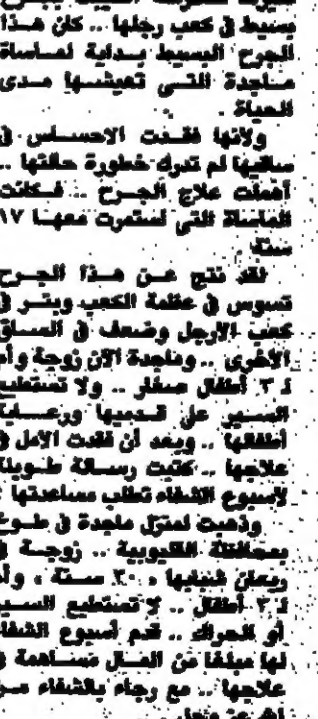 بسيط في كعب رجلها .. كان هذا
الجرح البسيط بداية لمأساة
ماجدة التي تعيشها مدى
الحياة .
ولأنها فقدت الاحساس في
ساقيها لم تدرك خطورة حالتها ..
أهملت علاج الجرح .. فكانت
المأساة التي استمرت معها ١٧
سنة .
لقد نتج عن هذا الجرح
تسوس في عظمة الكعب وبتر في
كعب الأرجل وضعف في الساق
الأخرى .. وماجدة الآن زوجة وأم
لـ ٣ أطفال صغار .. ولا تستطيع
السير على قدميها ورعاية
أطفالها .. وبعد أن فقدت الأمل في
علاجها .. كتبت رسالة طويلة
لأسبوع الشفاء تطلب مساعدتها
وذهبت لمنزل ماجدة في طوخ
بمحافظة القليوبية .. زوجة في
ريعان شبابها « ٣٠ سنة » وأم
لـ ٣ أطفال .. لا تستطيع السير
أو الحراك .. قدم أسبوع الشفاء
لها مبلغا من المال مساهمة في
علاجها .. مع رجاء بالشفاء من